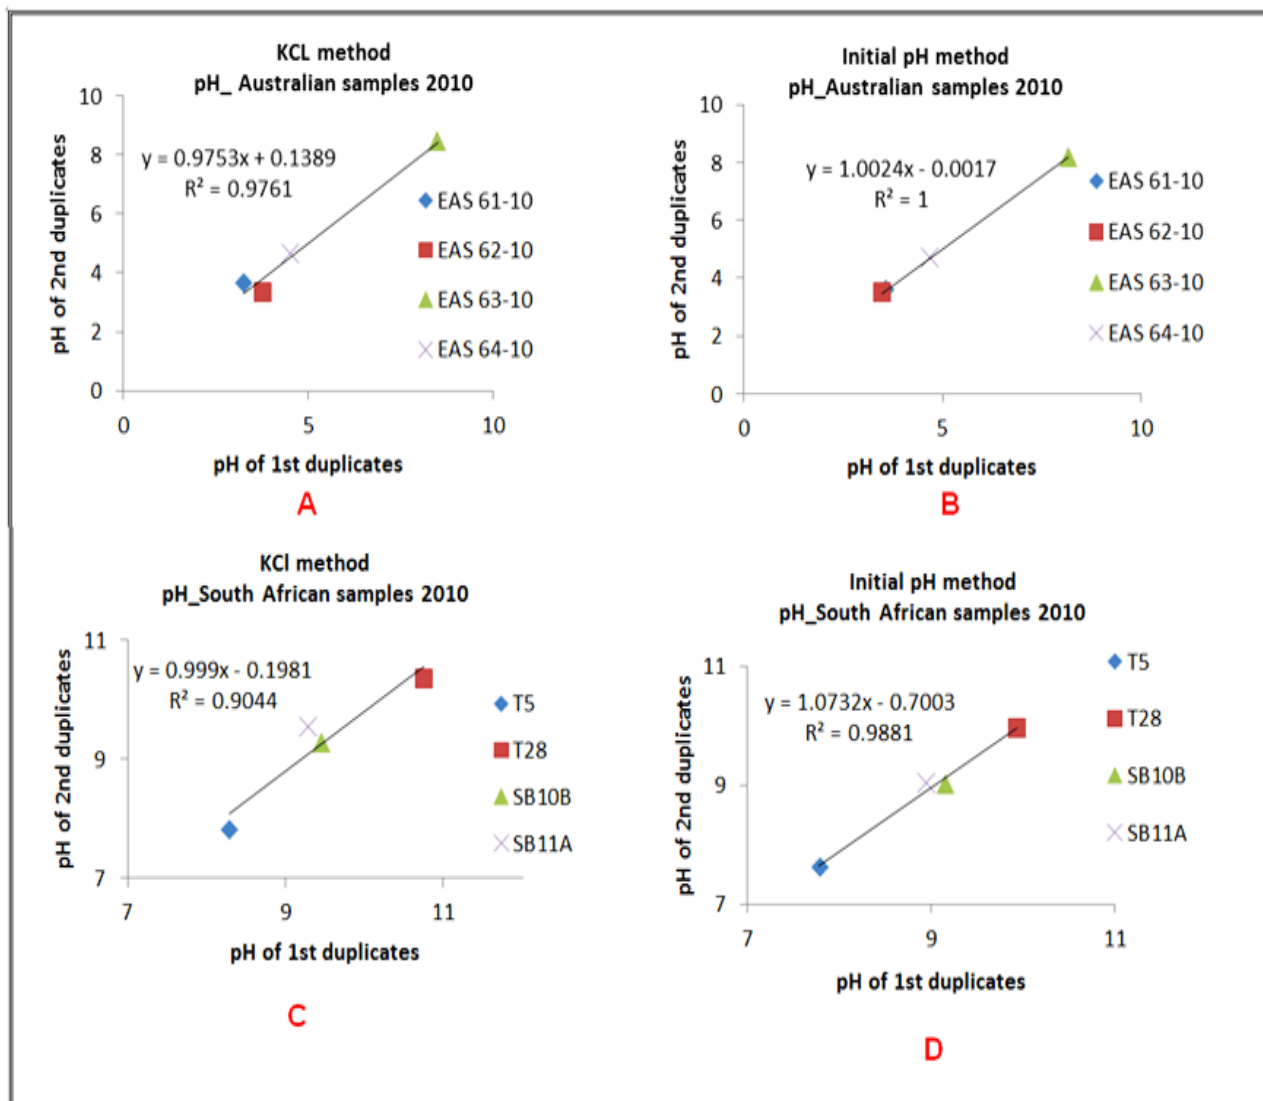 KCL method
pH_ Australian samples 2010
10
8
6
4
2
0
y = 0.9753x + 0.1389
R² = 0.9761
EAS 61-10
EAS 62-10
EAS 63-10
EAS 64-10
0 5 10
pH of 2nd duplicates
pH of 1st duplicates
A
Initial pH method
pH_Australian samples 2010
10
8
6
4
2
0
y = 1.0024x - 0.0017
R² = 1
EAS 61-10
EAS 62-10
EAS 63-10
EAS 64-10
0 5 10
pH of 2nd duplicates
pH of 1st duplicates
B
KCl method
pH_South African samples 2010
11
9
7
y = 0.999x - 0.1981
R² = 0.9044
T5
T28
SB10B
SB11A
7 9 11
pH of 2nd duplicates
pH of 1st duplicates
C
Initial pH method
pH_South African samples 2010
11
9
7
y = 1.0732x - 0.7003
R² = 0.9881
T5
T28
SB10B
SB11A
7 9 11
pH of 2nd duplicates
pH of 1st duplicates
D